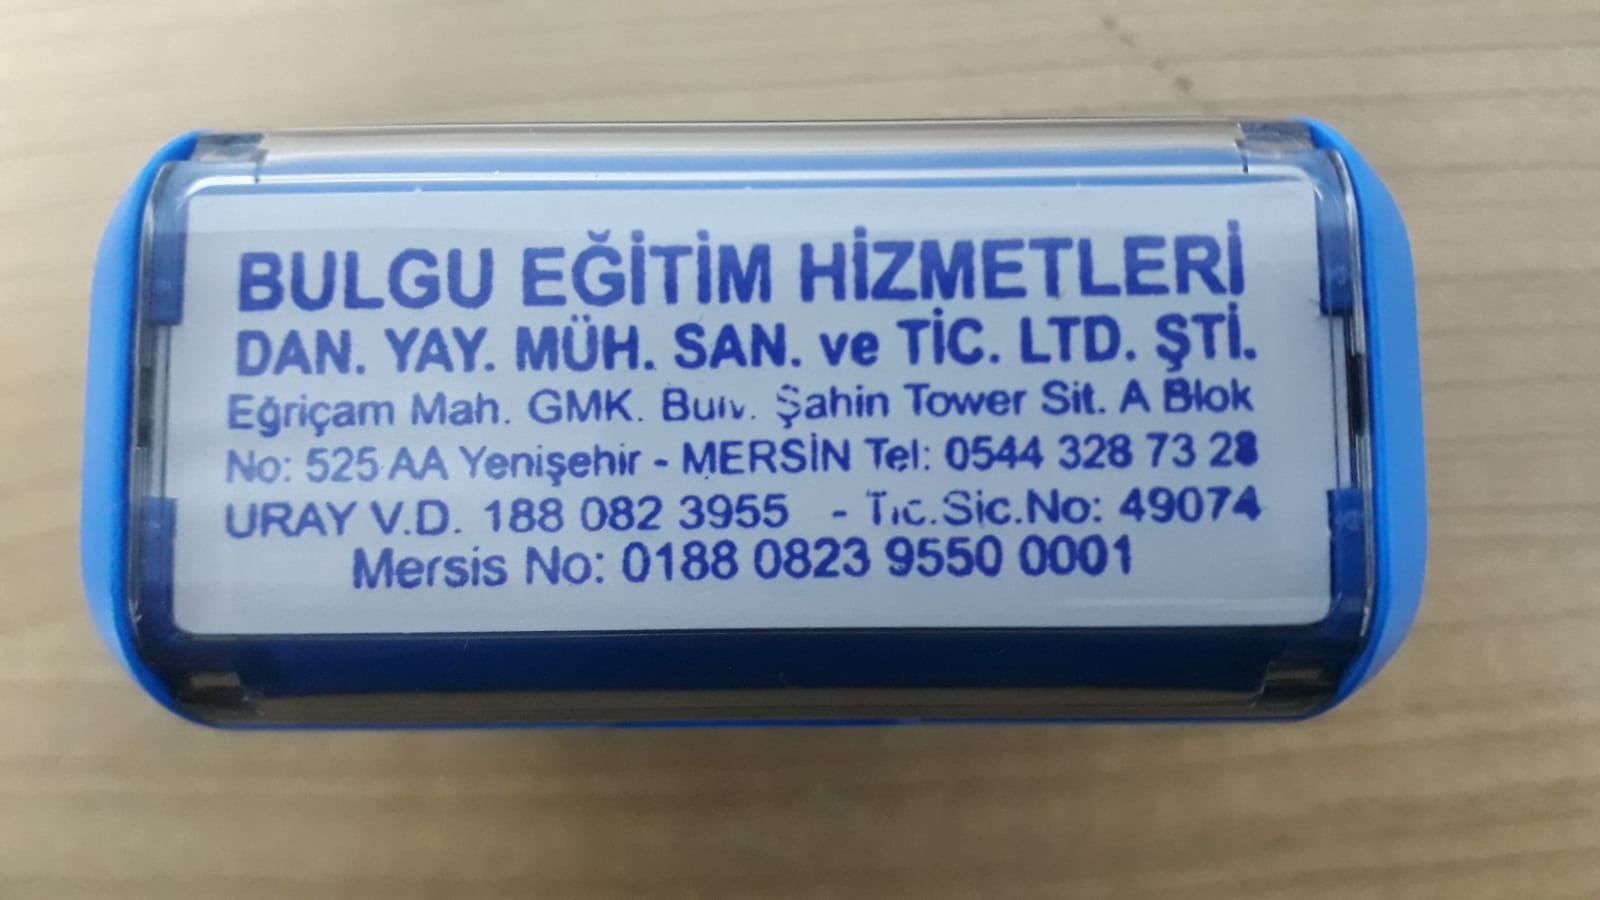 BULGU EĞİTİM HİZMETLERİ
DAN. YAY. MÜH. SAN. ve TİC. LTD. ŞTİ.
Eğriçam Mah. GMK. Bulv. Şahin Tower Sit. A Blok
No: 525 AA Yenişehir - MERSİN Tel: 0544 328 73 28
URAY V.D. 188 082 3955 - Tic.Sic.No: 49074
Mersis No: 0188 0823 9550 0001